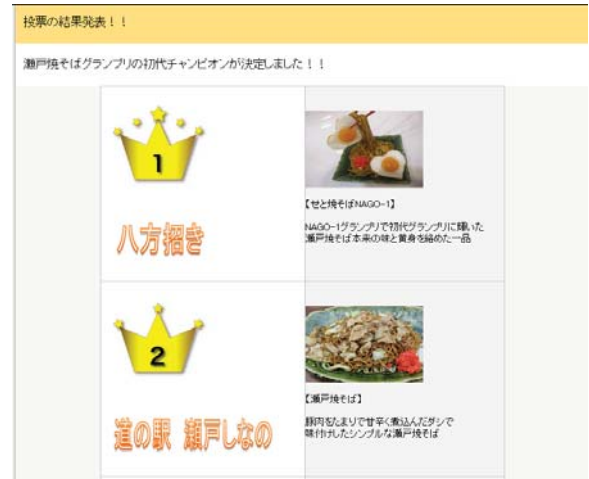 投票の結果発表!!
瀬戸焼そばグランプリの初代チャンピオンが決定しました!!
1
八方招き
【せと焼そばNAGO-1】
NAGO-1グランプリで初代グランプリに輝いた
瀬戸焼そば本来の味と黄身を絡めた一品
2
道の駅 瀬戸しなの
【瀬戸焼そば】
豚肉をたまりで甘辛く煮込んだダシで
味付けしたシンプルな瀬戸焼そば